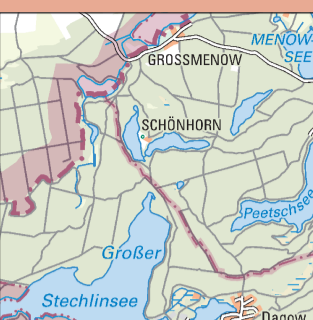 GROSSMENOW
MENOW-
SEE
SCHÖNHORN
Peetschsee
Großer
Stechlinsee
Dagow